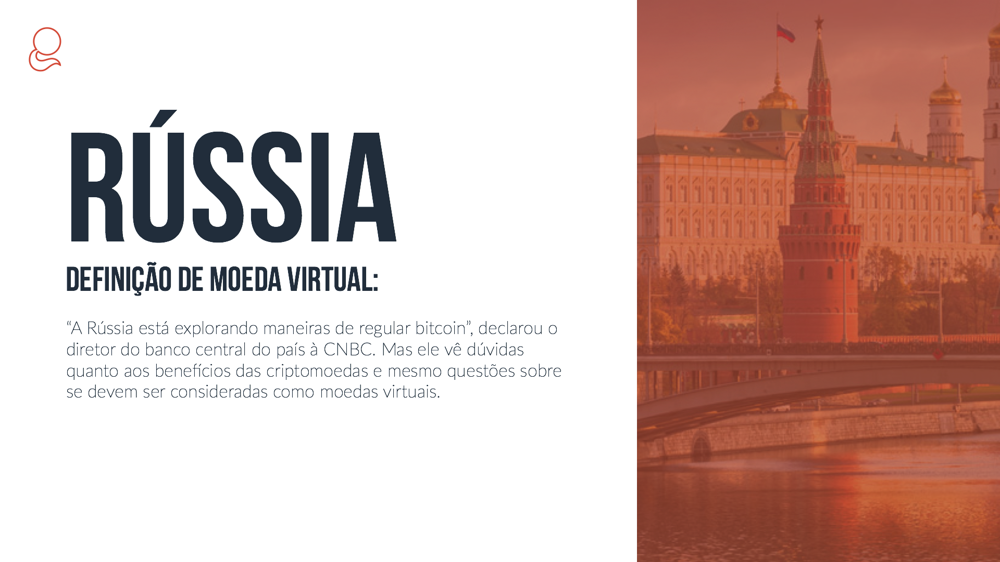 RÚSSIA
DEFINIÇÃO DE MOEDA VIRTUAL:
“A Rússia está explorando maneiras de regular bitcoin”, declarou o
diretor do banco central do país à CNBC. Mas ele vê dúvidas
quanto aos benefícios das criptomoedas e mesmo questões sobre
se devem ser consideradas como moedas virtuais.